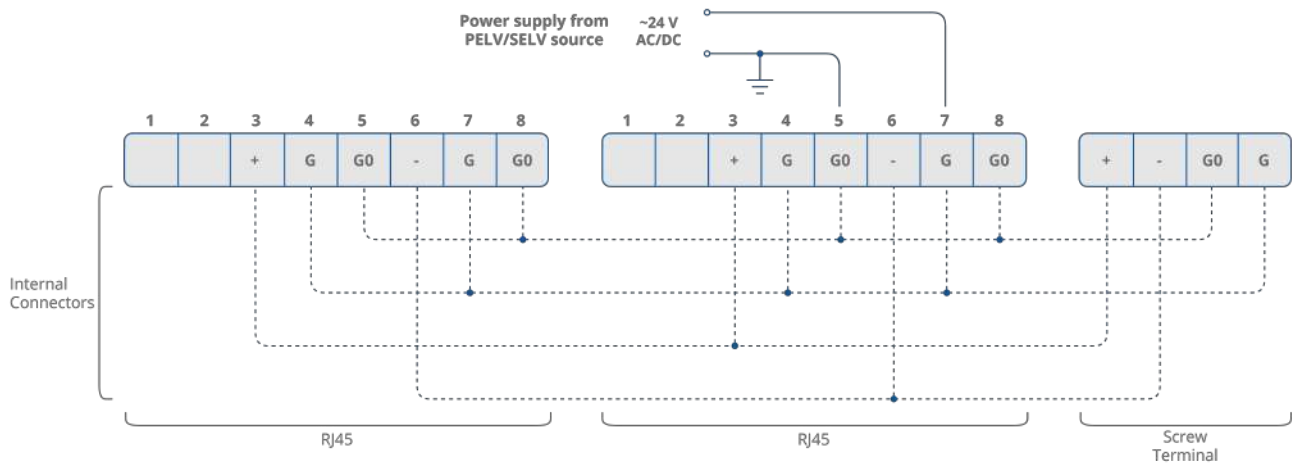 Power supply from ~24 V
PELV/SELV source AC/DC
1 2 3 4 5 6 7 8 1 2 3 4 5 6 7 8
+ G G0 - G G0 + G G0 - G G0 + - G0 G
Internal
Connectors
RJ45 RJ45 Screw
Terminal